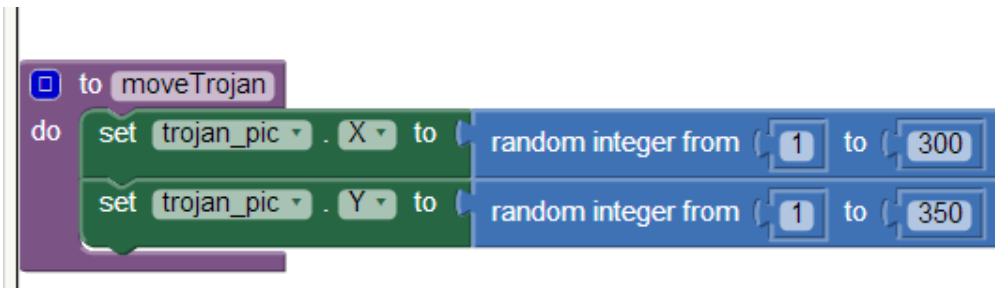 to moveTrojan
do set trojan_pic . X to random integer from 1 to 300
set trojan_pic . Y to random integer from 1 to 350